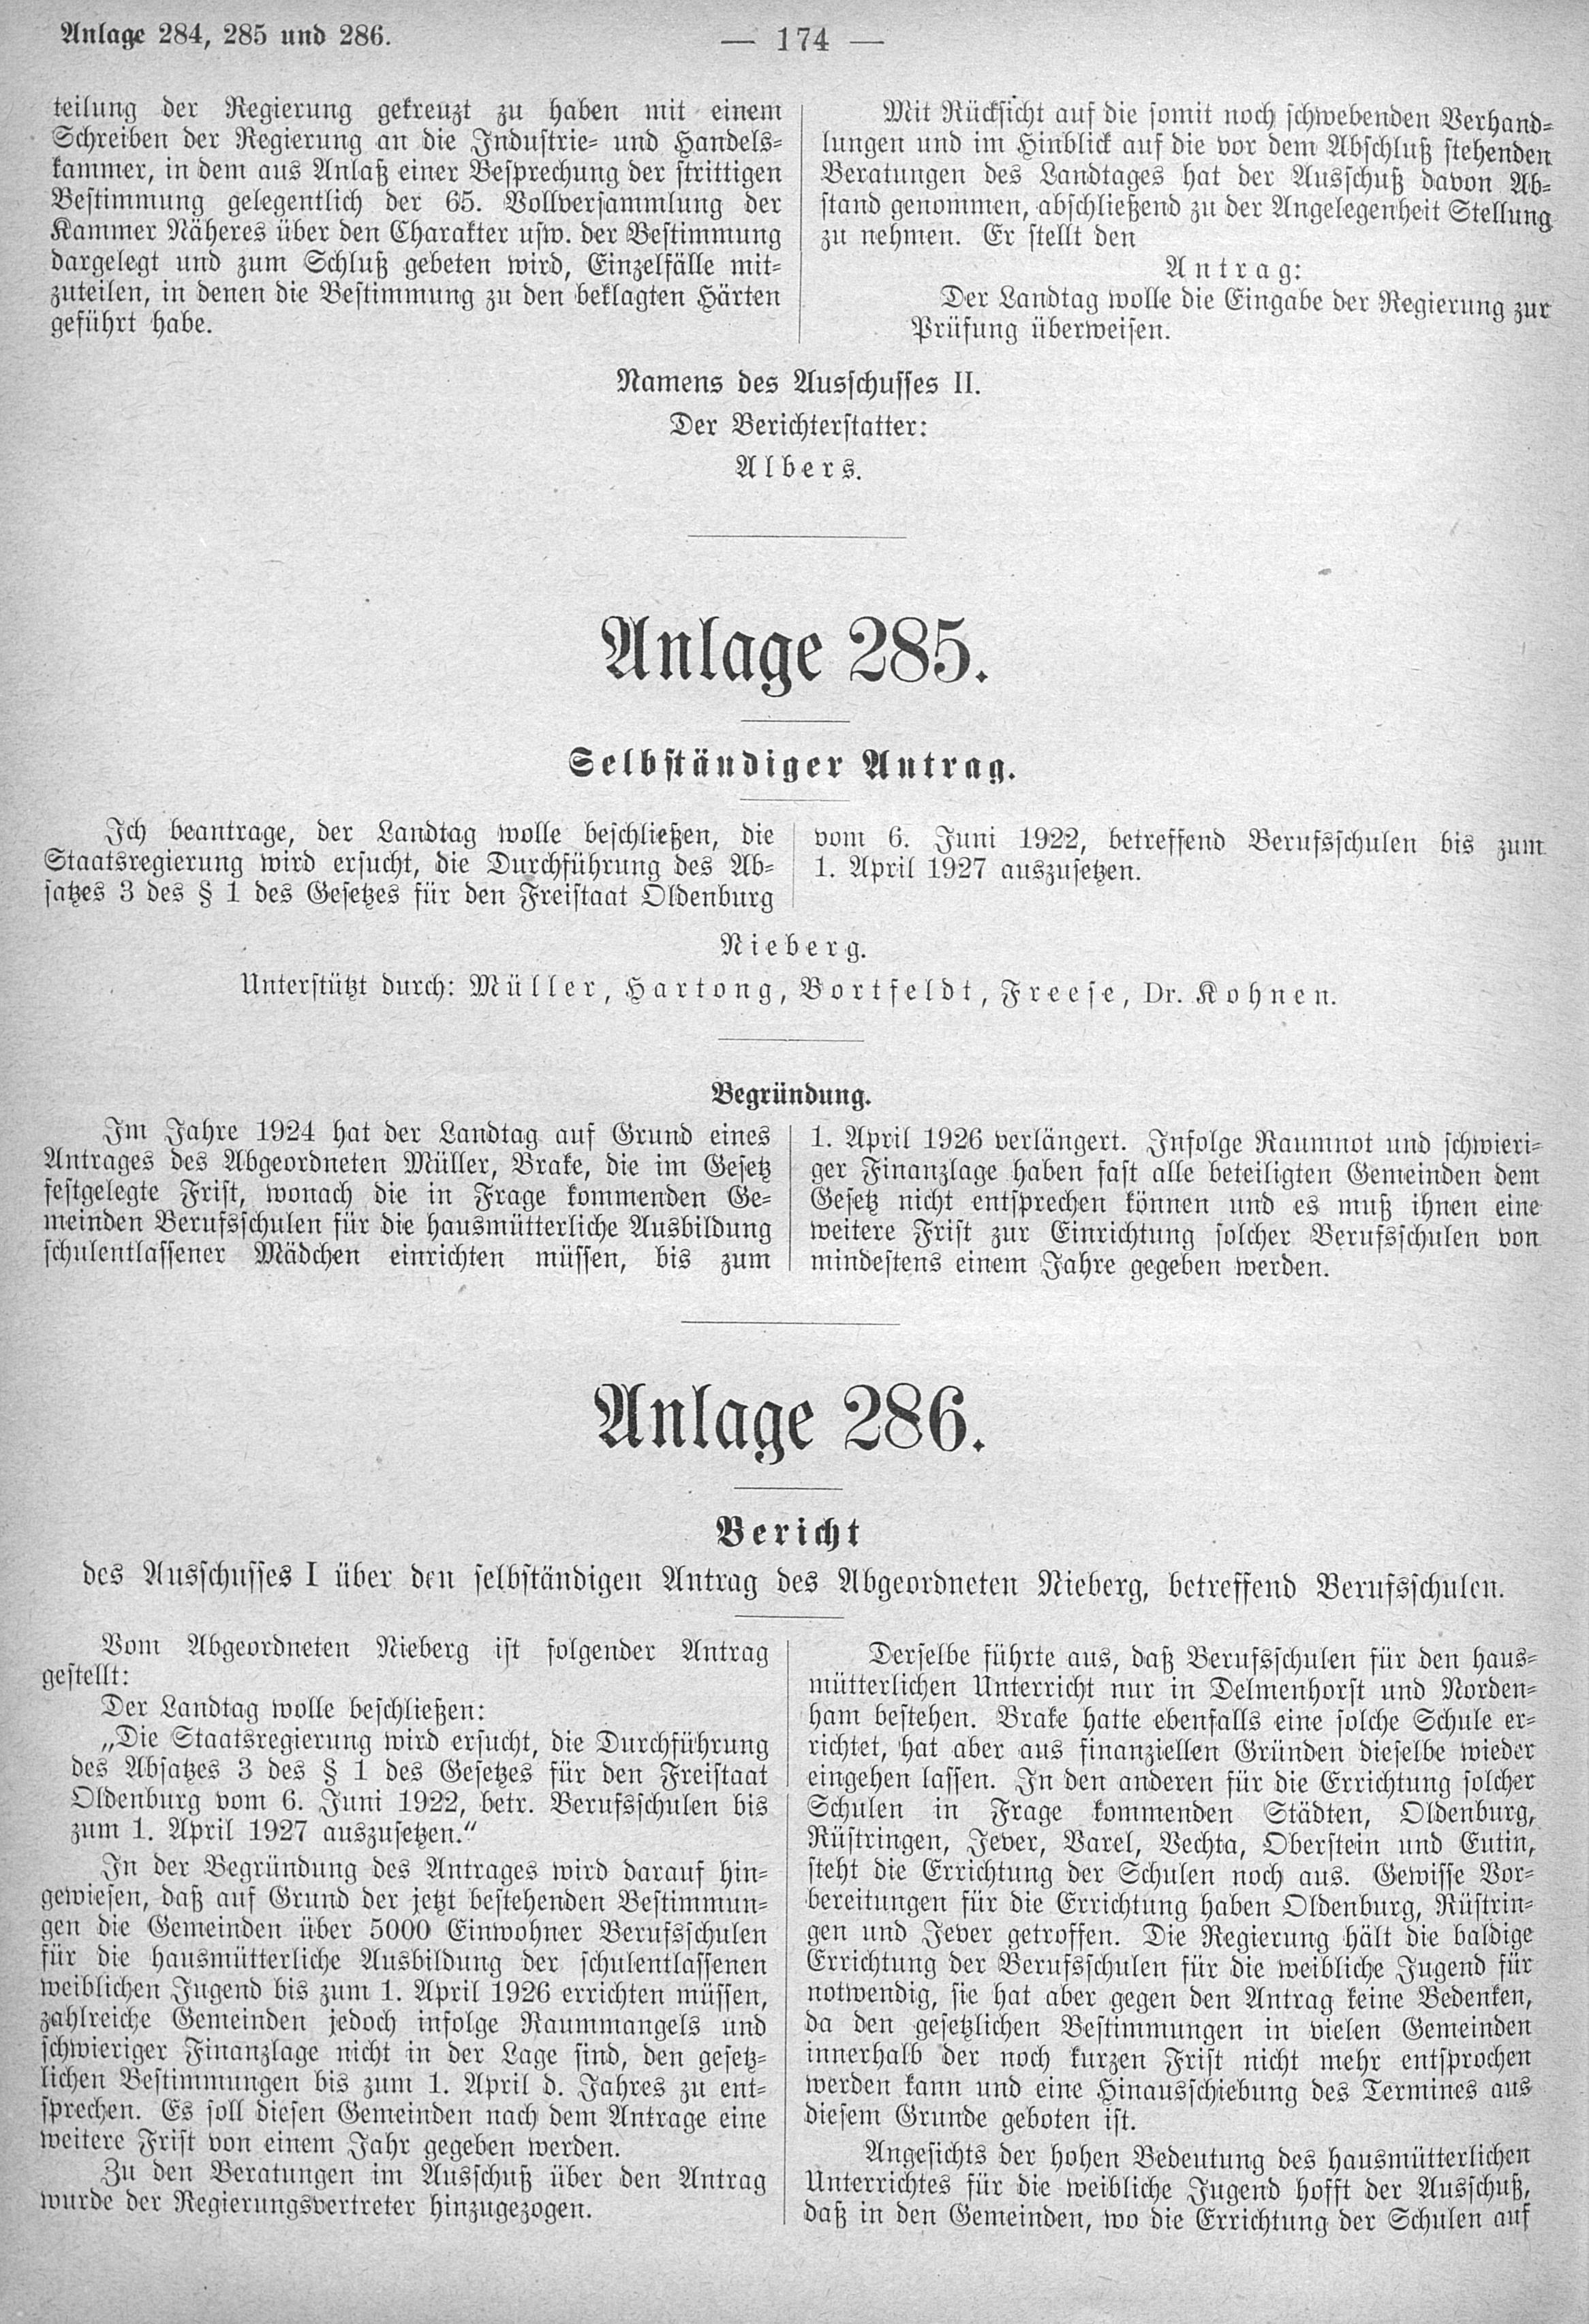 Anlage 284, 285 und 286.
— 174 —
teilung der Regierung gekreuzt zu haben mit einem
Schreiben der Regierung an die Industrie- und Handels-
kammer, in dem aus Anlaß einer Besprechung der strittigen
Bestimmung gelegentlich der 65. Vollversammlung der
Kammer Näheres über den Charakter usw. der Bestimmung
dargelegt und zum Schluß gebeten wird, Einzelfälle mit-
zuteilen, in denen die Bestimmung zu den beklagten Härten
geführt habe.
Mit Rücksicht auf die somit noch schwebenden Verhand-
lungen und im Hinblick auf die vor dem Abschluß stehenden
Beratungen des Landtages hat der Ausschuß davon Ab-
stand genommen, abschließend zu der Angelegenheit Stellung
zu nehmen. Er stellt den
Antrag:
Der Landtag wolle die Eingabe der Regierung zur
Prüfung überweisen.
Namens des Ausschusses II.
Der Berichterstatter:
Albers.
Anlage 285.
Selbständiger Antrag.
Ich beantrage, der Landtag wolle beschließen, die
Staatsregierung wird ersucht, die Durchführung des Ab-
satzes 3 des § 1 des Gesetzes für den Freistaat Oldenburg
vom 6. Juni 1922, betreffend Berufsschulen bis zum
1. April 1927 auszusetzen.
Nieberg.
Unterstützt durch: Müller, Hartong, Bortfeldt, Freese, Dr. Kohnen.
Begründung.
Im Jahre 1924 hat der Landtag auf Grund eines
Antrages des Abgeordneten Müller, Brake, die im Gesetz
festgelegte Frist, wonach die in Frage kommenden Ge-
meinden Berufsschulen für die hausmütterliche Ausbildung
schulentlassener Mädchen einrichten müssen, bis zum
1. April 1926 verlängert. Infolge Raumnot und schwieri-
ger Finanzlage haben fast alle beteiligten Gemeinden dem
Gesetz nicht entsprechen können und es muß ihnen eine
weitere Frist zur Einrichtung solcher Berufsschulen von
mindestens einem Jahre gegeben werden.
Anlage 286.
Bericht
des Ausschusses I über den selbständigen Antrag des Abgeordneten Nieberg, betreffend Berufsschulen.
Vom Abgeordneten Nieberg ist folgender Antrag
gestellt:
Der Landtag wolle beschließen:
„Die Staatsregierung wird ersucht, die Durchführung
des Absatzes 3 des § 1 des Gesetzes für den Freistaat
Oldenburg vom 6. Juni 1922, betr. Berufsschulen bis
zum 1. April 1927 auszusetzen.“
In der Begründung des Antrages wird darauf hin-
gewiesen, daß auf Grund der jetzt bestehenden Bestimmun-
gen die Gemeinden über 5000 Einwohner Berufsschulen
für die hausmütterliche Ausbildung der schulentlassenen
weiblichen Jugend bis zum 1. April 1926 errichten müssen,
zahlreiche Gemeinden jedoch infolge Raummangels und
schwieriger Finanzlage nicht in der Lage sind, den gesetz-
lichen Bestimmungen bis zum 1. April d. Jahres zu ent-
sprechen. Es soll diesen Gemeinden nach dem Antrage eine
weitere Frist von einem Jahr gegeben werden.
Zu den Beratungen im Ausschuß über den Antrag
wurde der Regierungsvertreter hinzugezogen.
Derselbe führte aus, daß Berufsschulen für den haus-
mütterlichen Unterricht nur in Delmenhorst und Norden-
ham bestehen. Brake hatte ebenfalls eine solche Schule er-
richtet, hat aber aus finanziellen Gründen dieselbe wieder
eingehen lassen. In den anderen für die Errichtung solcher
Schulen in Frage kommenden Städten, Oldenburg,
Rüstringen, Jever, Varel, Vechta, Oberstein und Eutin,
steht die Errichtung der Schulen noch aus. Gewisse Vor-
bereitungen für die Errichtung haben Oldenburg, Rüstrin-
gen und Jever getroffen. Die Regierung hält die baldige
Errichtung der Berufsschulen für die weibliche Jugend für
notwendig, sie hat aber gegen den Antrag keine Bedenken,
da den gesetzlichen Bestimmungen in vielen Gemeinden
innerhalb der noch kurzen Frist nicht mehr entsprochen
werden kann und eine Hinausschiebung des Termines aus
diesem Grunde geboten ist.
Angesichts der hohen Bedeutung des hausmütterlichen
Unterrichtes für die weibliche Jugend hofft der Ausschuß,
daß in den Gemeinden, wo die Errichtung der Schulen auf